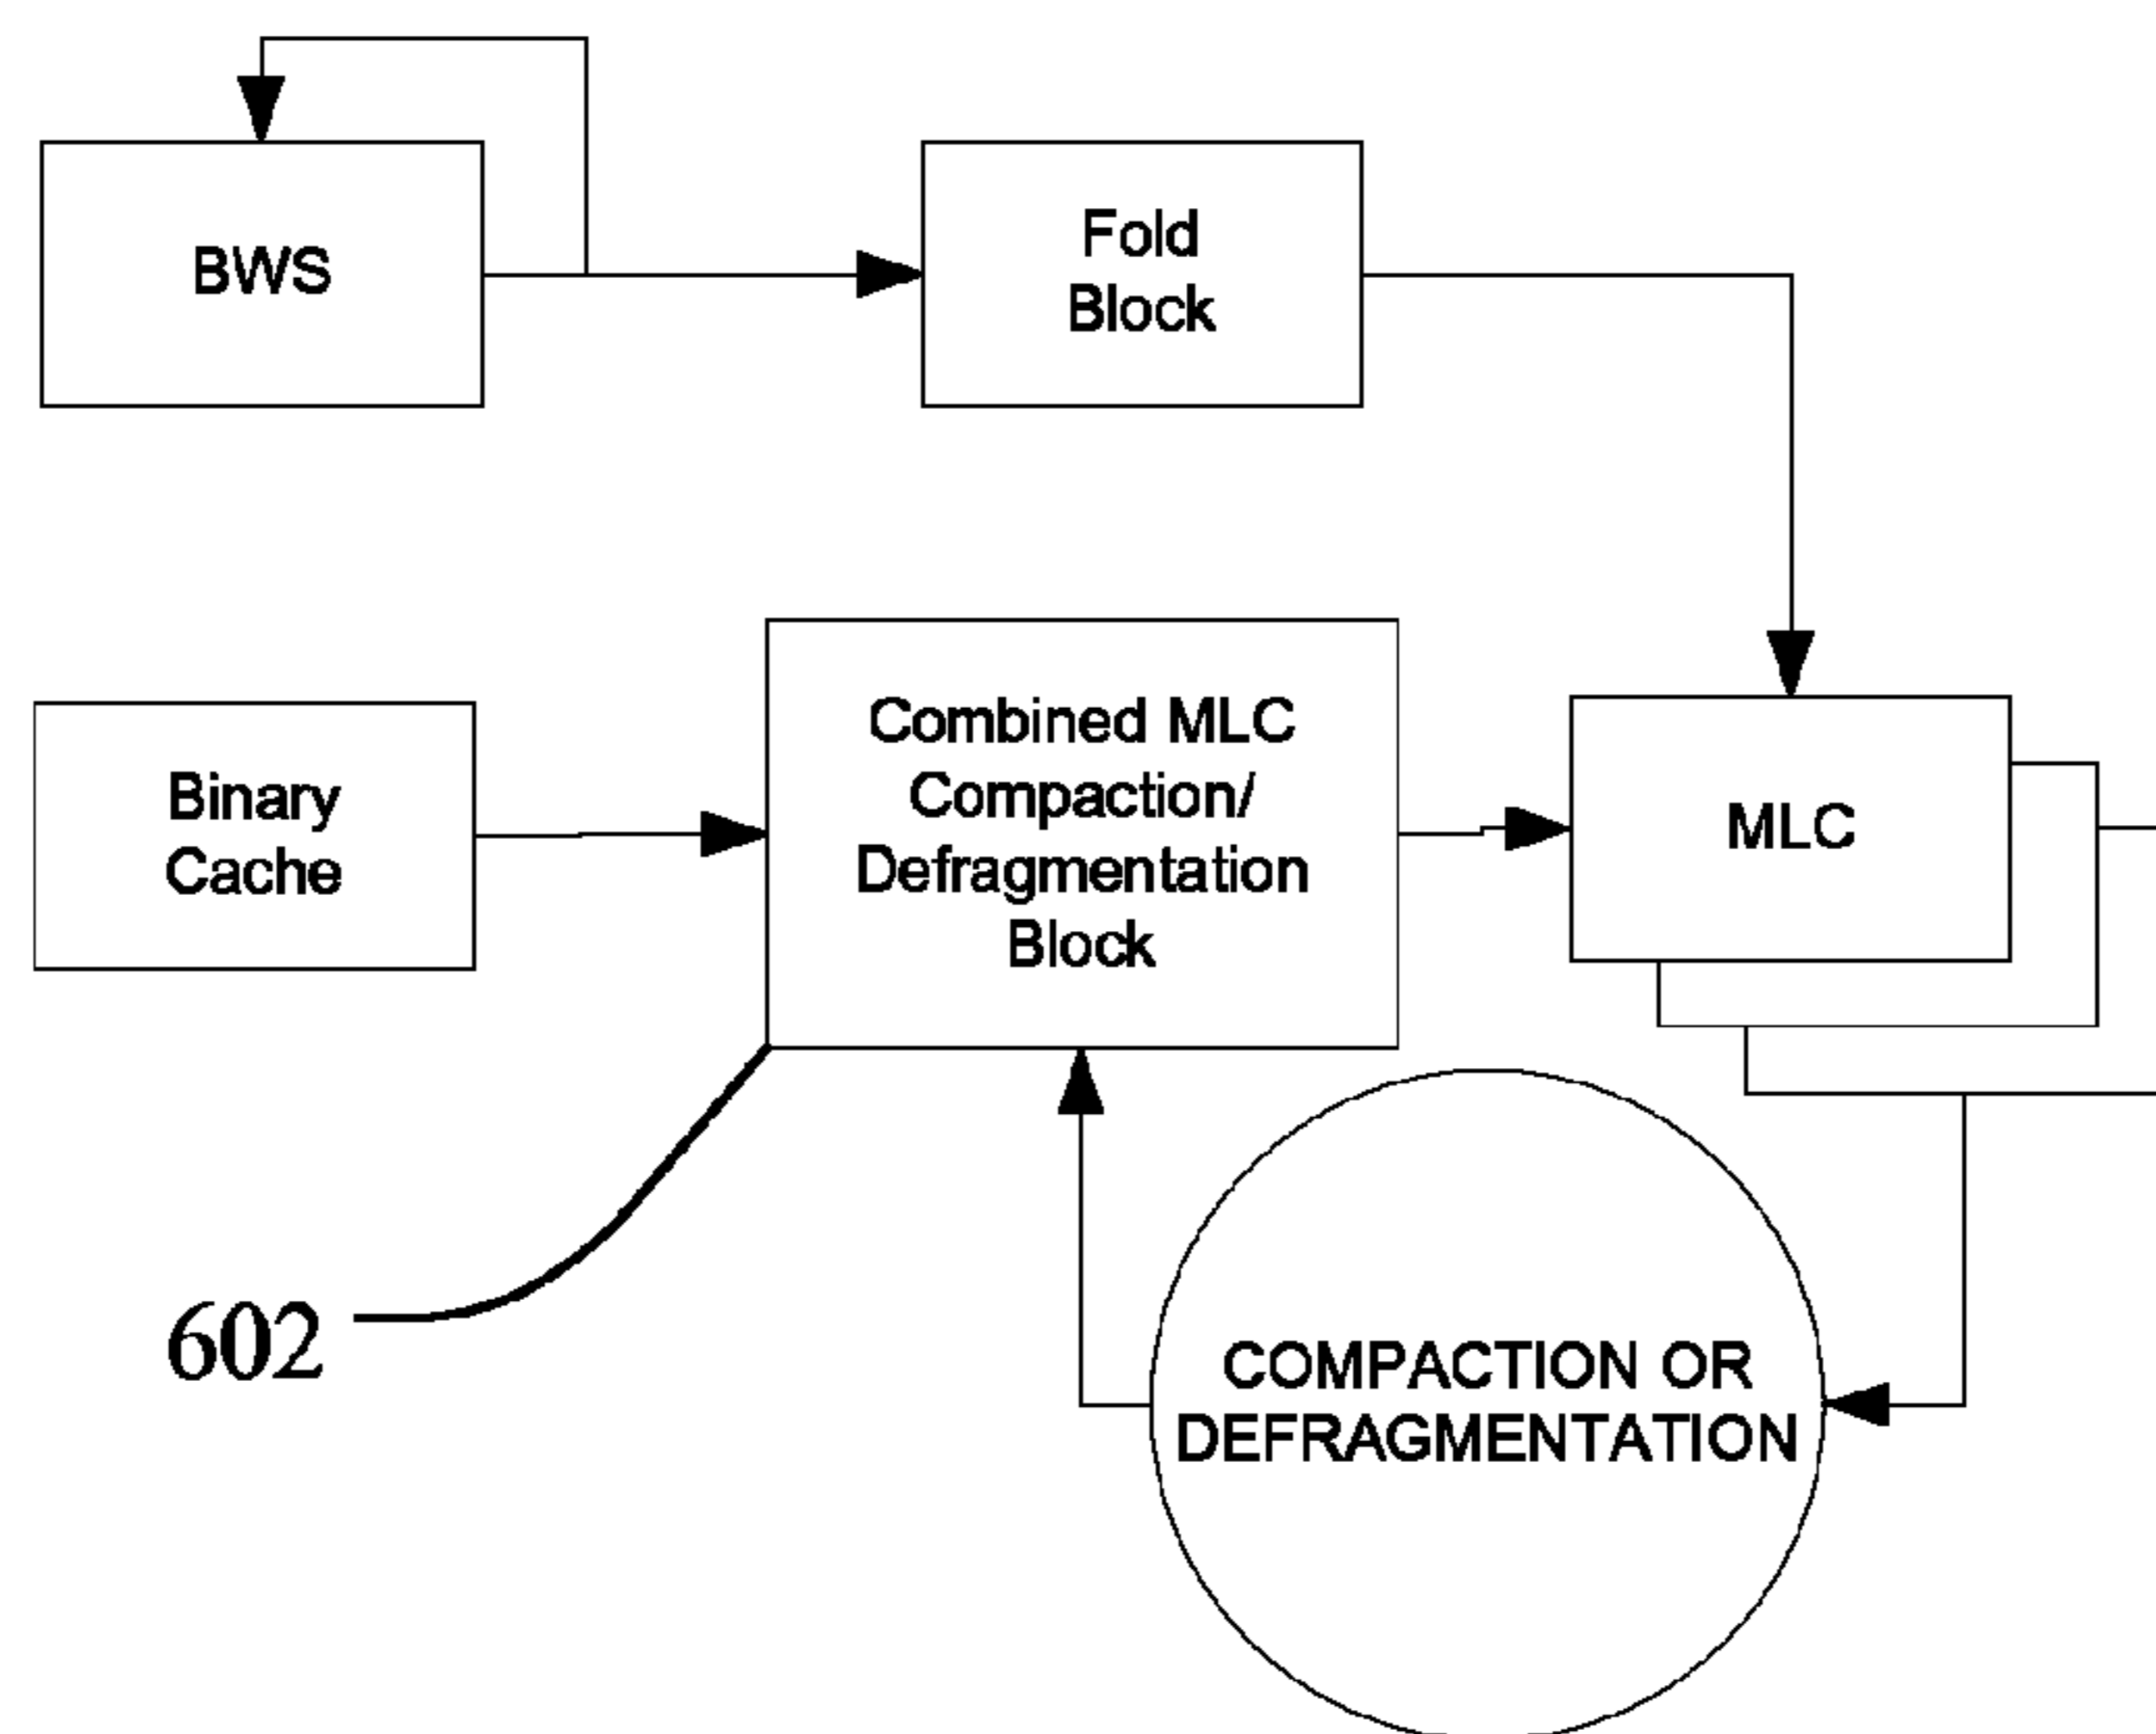 BWS
Fold
Block
Binary
Cache
Combined MLC
Compaction/
Defragmentation
Block
MLC
602
COMPACTION OR
DEFRAGMENTATION